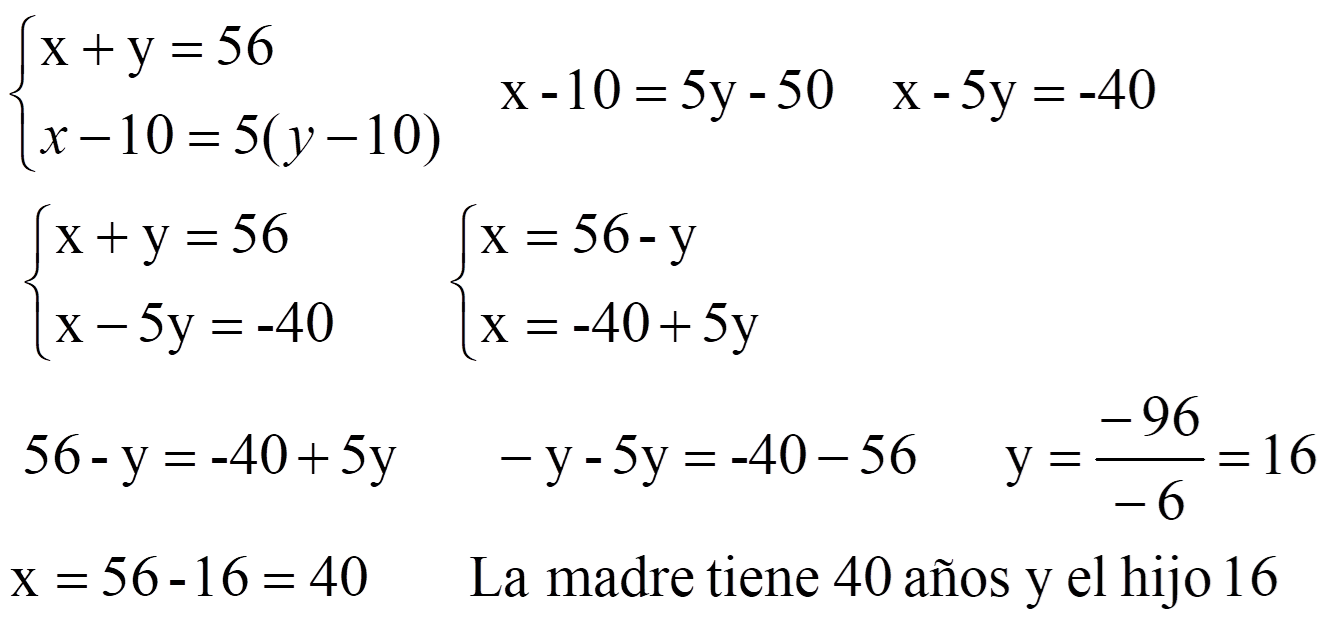 x + y = 56
x - 10 = 5y - 50    x - 5y = -40
x − 10 = 5(y − 10)
x + y = 56    x = 56 - y
x − 5y = -40    x = -40 + 5y
56 - y = -40 + 5y    − y - 5y = -40 − 56    y = −96 / −6 = 16
x = 56 - 16 = 40    La madre tiene 40 años y el hijo 16